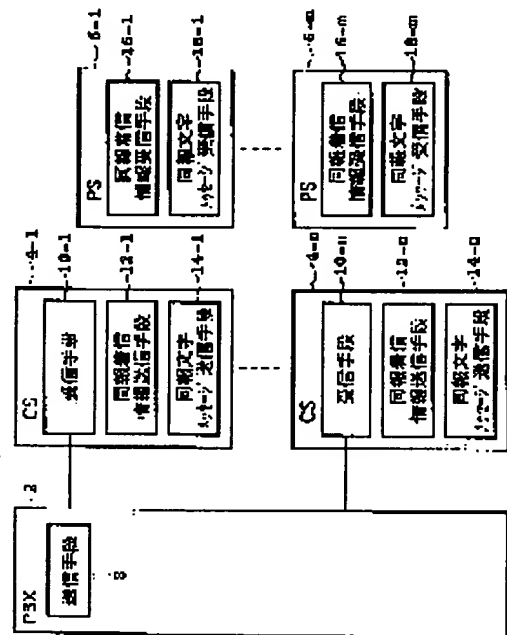 PBX
2
送信手段
8
CS
4-1
受信手段
10-1
同報着信
情報送信手段
12-1
同報文字
メッセージ送信手段
14-1
CS
4-n
受信手段
10-n
同報着信
情報送信手段
12-n
同報文字
メッセージ送信手段
14-n
PS
6-1
同報着信
情報受信手段
16-1
同報文字
メッセージ受信手段
18-1
PS
6-m
同報着信
情報受信手段
16-m
同報文字
メッセージ受信手段
18-m